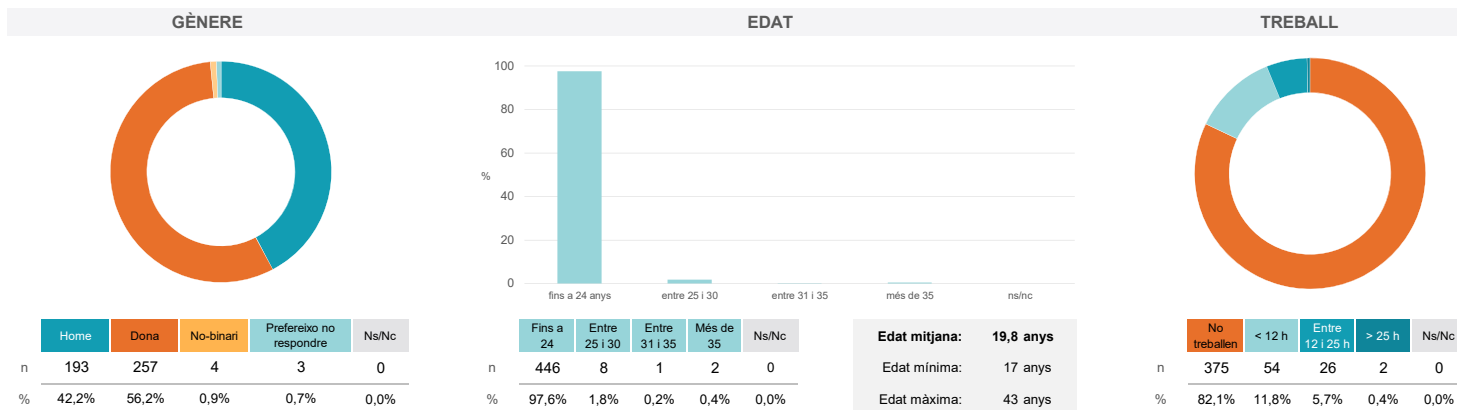 GÈNERE
EDAT
TREBALL
100
80
60
%
40
20
0
fins a 24 anys
entre 25 i 30
entre 31 i 35
més de 35
ns/nc
Home Dona No-binari Prefereixo no respondre Ns/Nc
n 193 257 4 3 0
% 42,2% 56,2% 0,9% 0,7% 0,0%
Fins a 24 Entre 25 i 30 Entre 31 i 35 Més de 35 Ns/Nc
n 446 8 1 2 0
% 97,6% 1,8% 0,2% 0,4% 0,0%
Edat mitjana: 19,8 anys
Edat mínima: 17 anys
Edat màxima: 43 anys
No treballen < 12 h Entre 12 i 25 h > 25 h Ns/Nc
n 375 54 26 2 0
% 82,1% 11,8% 5,7% 0,4% 0,0%